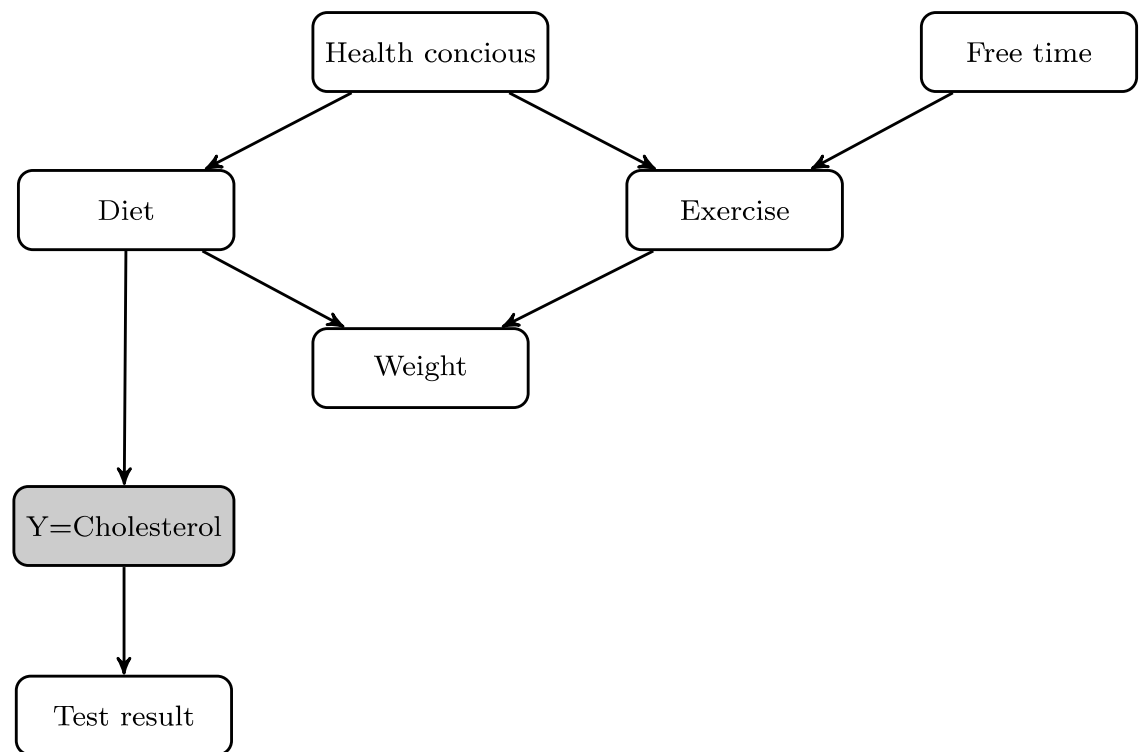 Health concious
Free time
Diet
Exercise
Weight
Y=Cholesterol
Test result